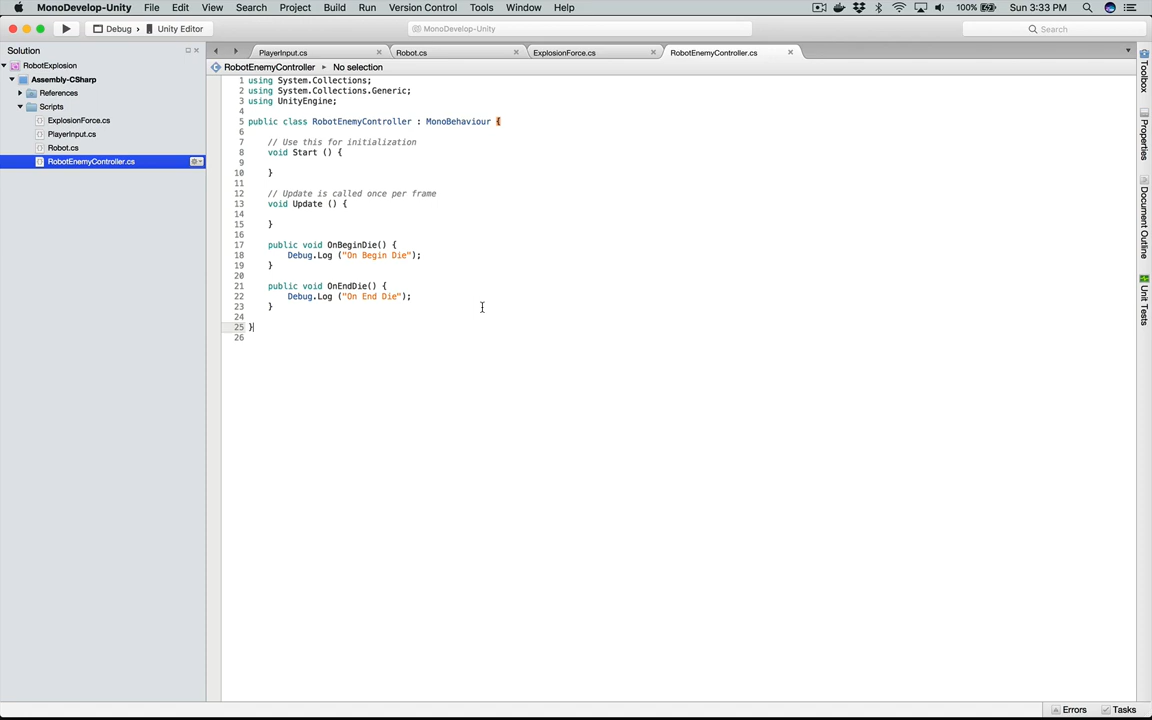 MonoDevelop-Unity File Edit View Search Project Build Run Version Control Tools Window Help 100% Sun 3:33 PM
Debug › Unity Editor MonoDevelop-Unity Search
Solution
RobotExplosion
Assembly-CSharp
References
Scripts
ExplosionForce.cs
PlayerInput.cs
Robot.cs
RobotEnemyController.cs
PlayerInput.cs Robot.cs ExplosionForce.cs RobotEnemyController.cs
RobotEnemyController ▸ No selection
1 using System.Collections;
2 using System.Collections.Generic;
3 using UnityEngine;
4
5 public class RobotEnemyController : MonoBehaviour {
6
7 // Use this for initialization
8 void Start () {
9
10 }
11
12 // Update is called once per frame
13 void Update () {
14
15 }
16
17 public void OnBeginDie() {
18 Debug.Log ("On Begin Die");
19 }
20
21 public void OnEndDie() {
22 Debug.Log ("On End Die");
23 }
24
25 }
26
Toolbox
Properties
Document Outline
Unit Tests
Errors Tasks